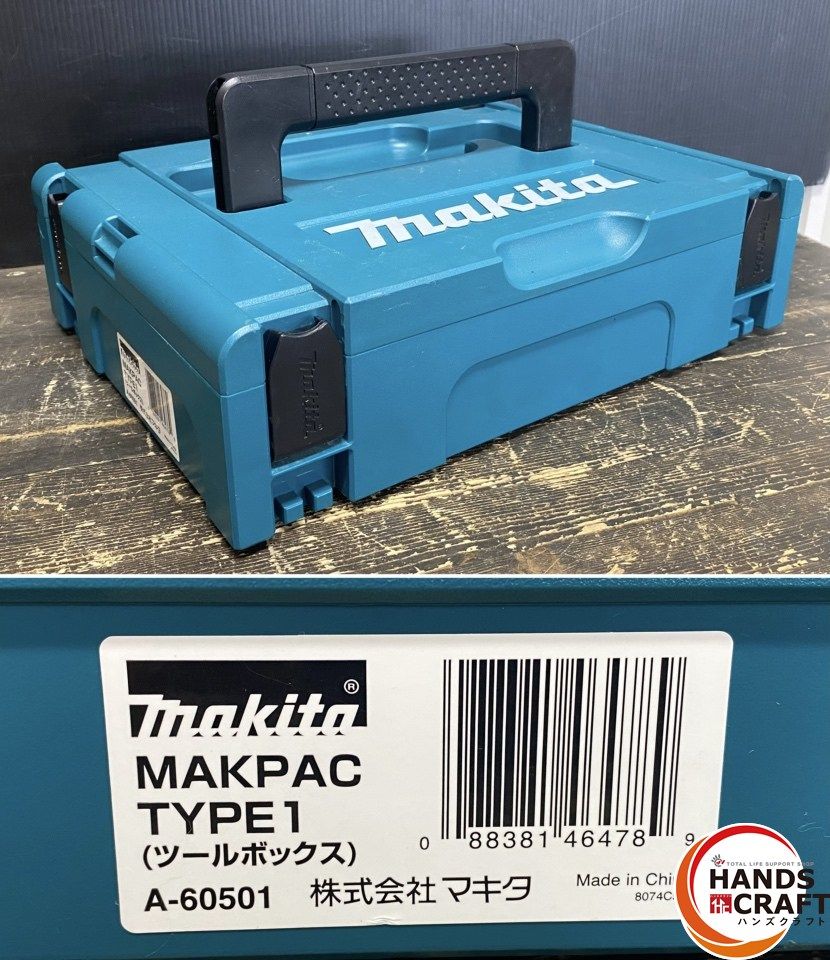 makita
makita
makita
makita®
MAKPAC
TYPE1
(ツールボックス)
A-60501 株式会社 マキタ
0 88381 46478 9
Made in Chi
8074C
TOTAL LIFE SUPPORT SHOP
HANDS
CRAFT
ハンズクラフト